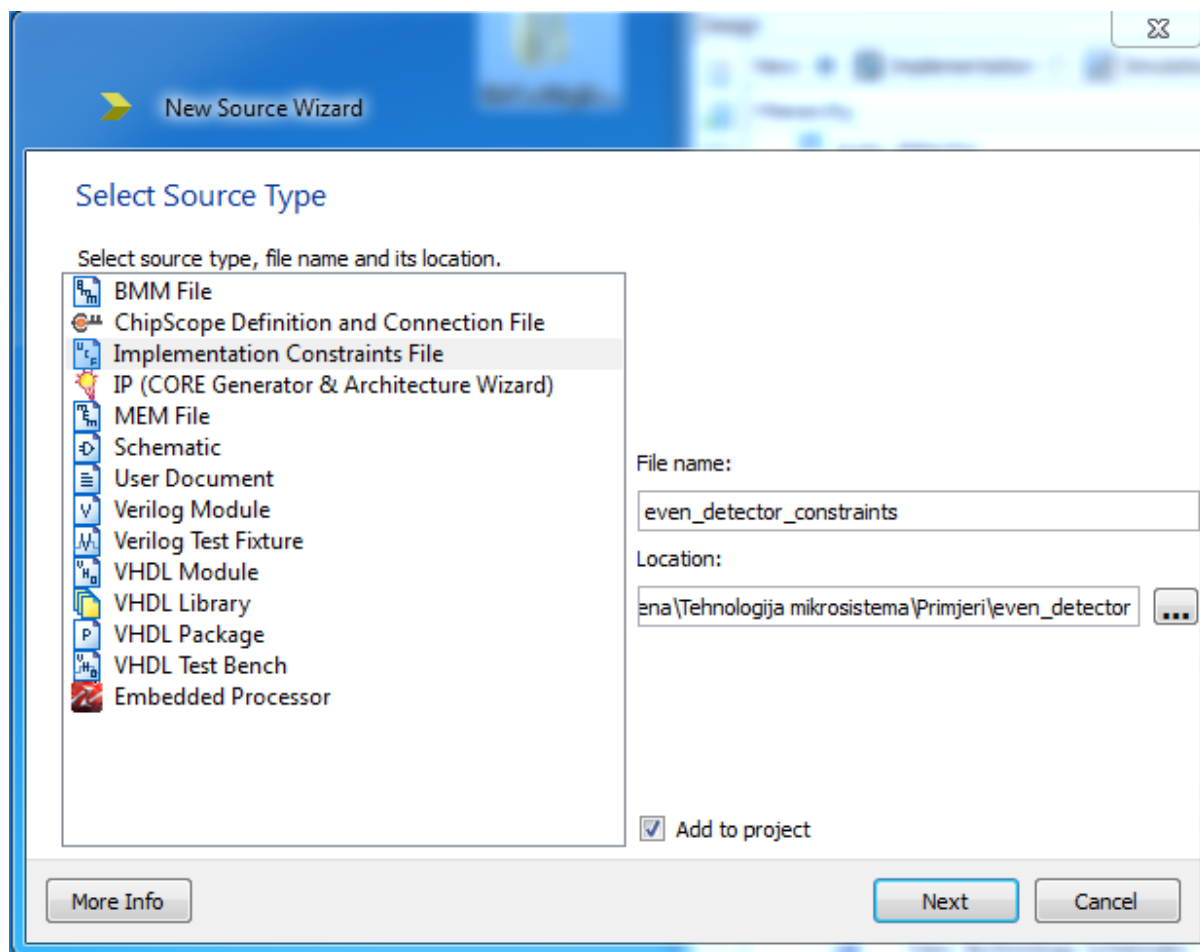 New Source Wizard
Select Source Type
Select source type, file name and its location.
BMM File
ChipScope Definition and Connection File
Implementation Constraints File
IP (CORE Generator & Architecture Wizard)
MEM File
Schematic
User Document
Verilog Module
Verilog Test Fixture
VHDL Module
VHDL Library
VHDL Package
VHDL Test Bench
Embedded Processor
File name:
even_detector_constraints
Location:
ena\Tehnologija mikrosistema\Primjeri\even_detector
...
Add to project
More Info
Next
Cancel